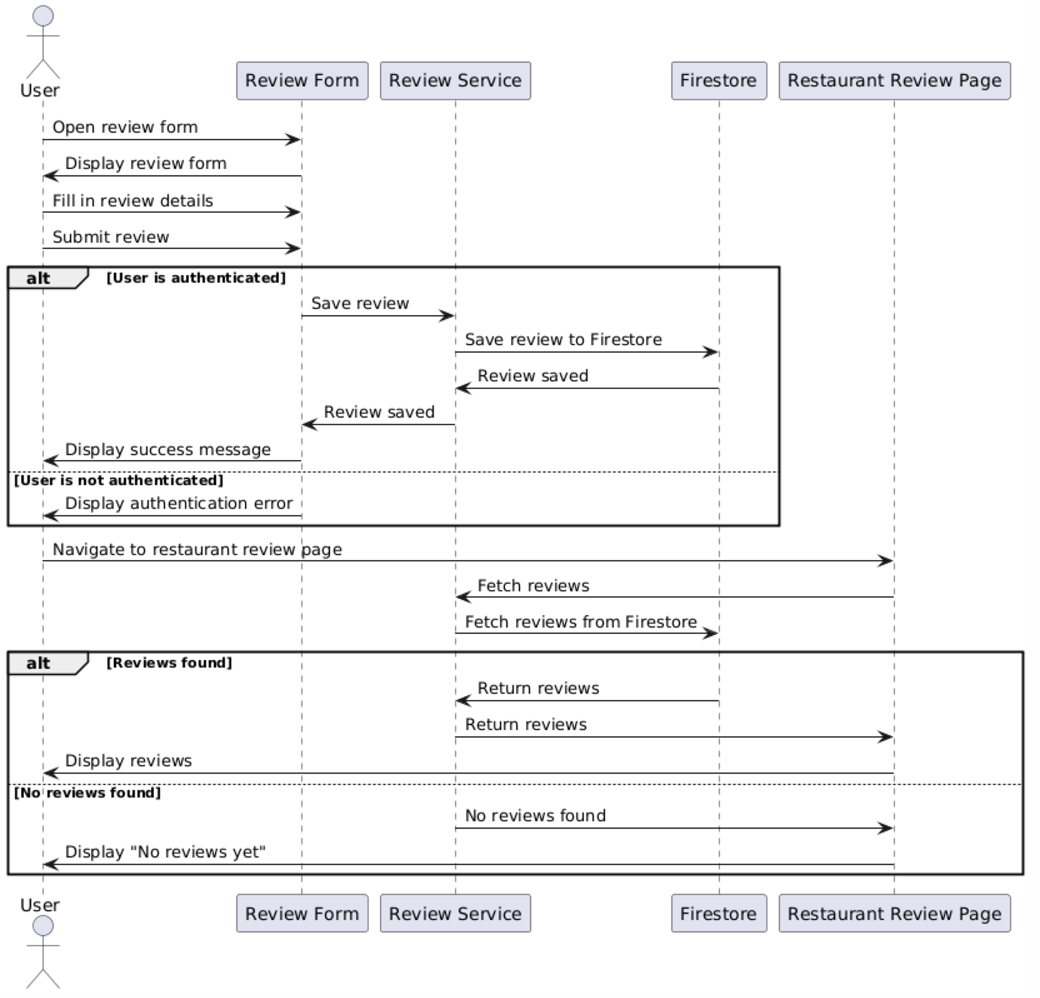 User
Review Form
Review Service
Firestore
Restaurant Review Page
Open review form
Display review form
Fill in review details
Submit review
alt [User is authenticated]
Save review
Save review to Firestore
Review saved
Review saved
Display success message
[User is not authenticated]
Display authentication error
Navigate to restaurant review page
Fetch reviews
Fetch reviews from Firestore
alt [Reviews found]
Return reviews
Return reviews
Display reviews
[No reviews found]
No reviews found
Display "No reviews yet"
User
Review Form
Review Service
Firestore
Restaurant Review Page